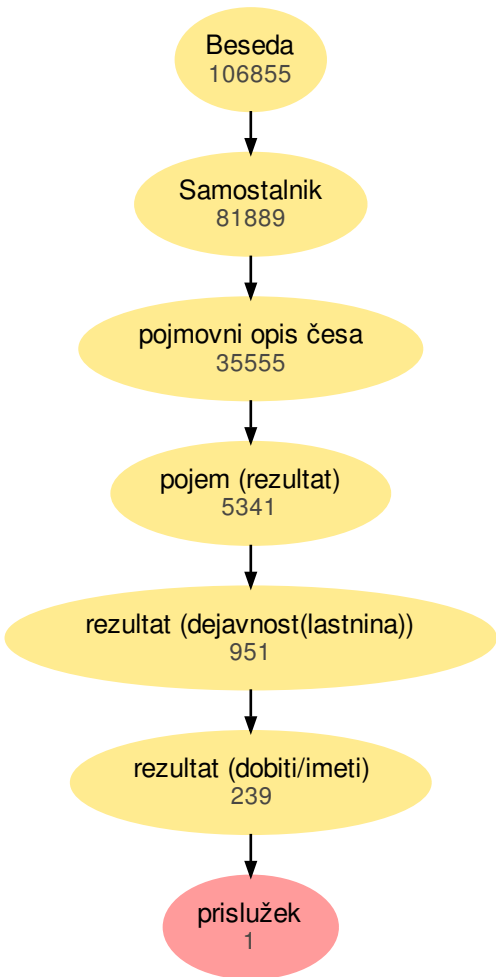 Beseda
106855
Samostalnik
81889
pojmovni opis česa
35555
pojem (rezultat)
5341
rezultat (dejavnost(lastnina))
951
rezultat (dobiti/imeti)
239
prislužek
1